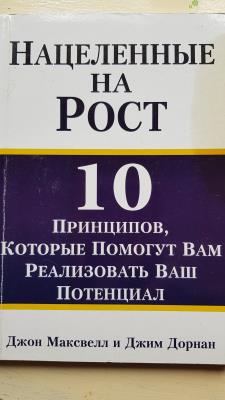 Нацеленные
на
Рост
10
Принципов,
Которые Помогут Вам
Реализовать Ваш
Потенциал
Джон Максвелл и Джим Дорнан